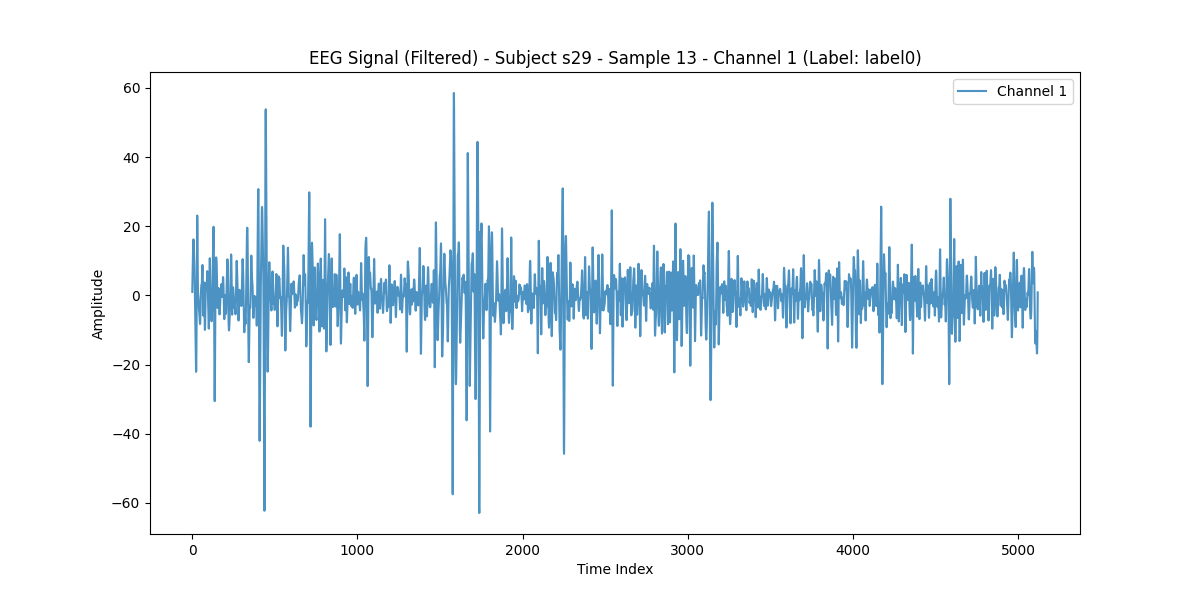 EEG Signal (Filtered) - Subject s29 - Sample 13 - Channel 1 (Label: label0)
Channel 1
60
40
20
0
−20
−40
−60
Amplitude
0 1000 2000 3000 4000 5000
Time Index